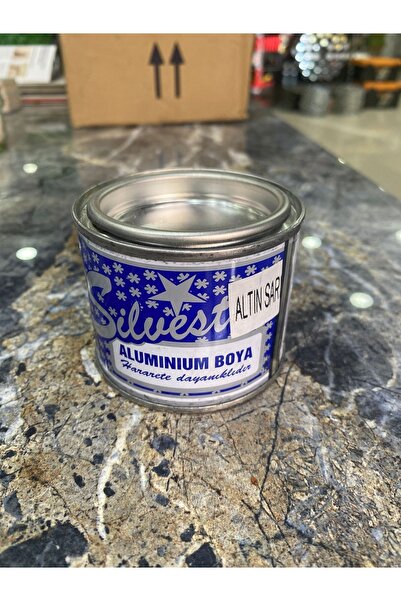 Silvest
ALTIN SAR
ALUMINIUM BOYA
Hararete dayanıklıdır